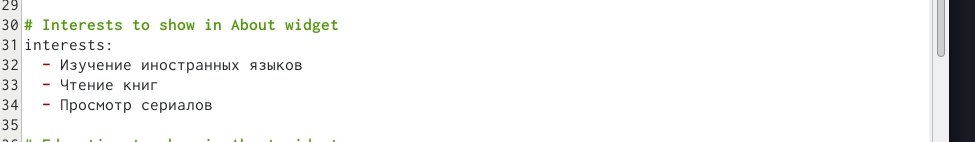 29
30 # Interests to show in About widget
31 interests:
32   - Изучение иностранных языков
33   - Чтение книг
34   - Просмотр сериалов
35